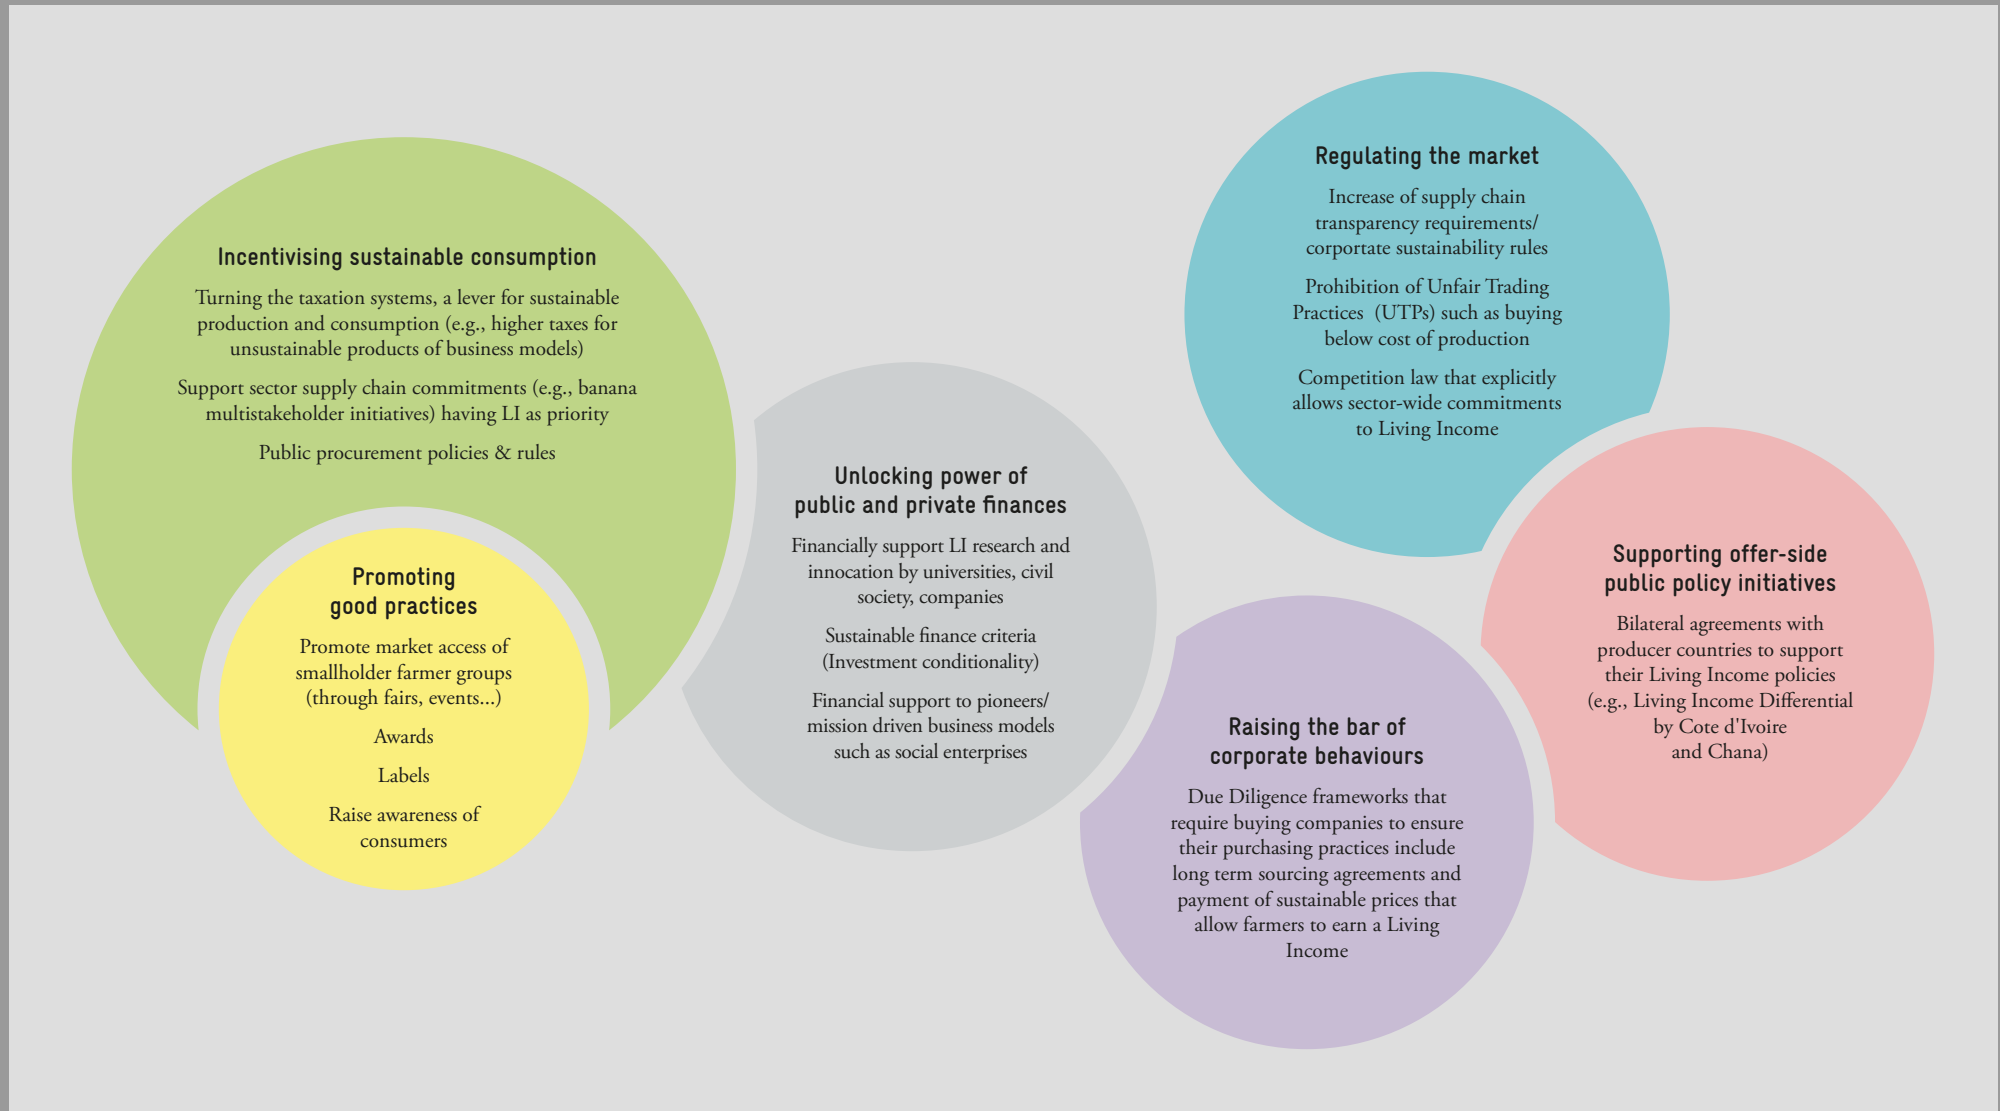 Incentivising sustainable consumption
Turning the taxation systems, a lever for sustainable
production and consumption (e.g., higher taxes for
unsustainable products of business models)
Support sector supply chain commitments (e.g., banana
multistakeholder initiatives) having LI as priority
Public procurement policies & rules
Promoting
good practices
Promote market access of
smallholder farmer groups
(through fairs, events...)
Awards
Labels
Raise awareness of
consumers
Unlocking power of
public and private finances
Financially support LI research and
innocation by universities, civil
society, companies
Sustainable finance criteria
(Investment conditionality)
Financial support to pioneers/
mission driven business models
such as social enterprises
Regulating the market
Increase of supply chain
transparency requirements/
corportate sustainability rules
Prohibition of Unfair Trading
Practices (UTPs) such as buying
below cost of production
Competition law that explicitly
allows sector-wide commitments
to Living Income
Raising the bar of
corporate behaviours
Due Diligence frameworks that
require buying companies to ensure
their purchasing practices include
long term sourcing agreements and
payment of sustainable prices that
allow farmers to earn a Living
Income
Supporting offer-side
public policy initiatives
Bilateral agreements with
producer countries to support
their Living Income policies
(e.g., Living Income Differential
by Cote d'Ivoire
and Chana)